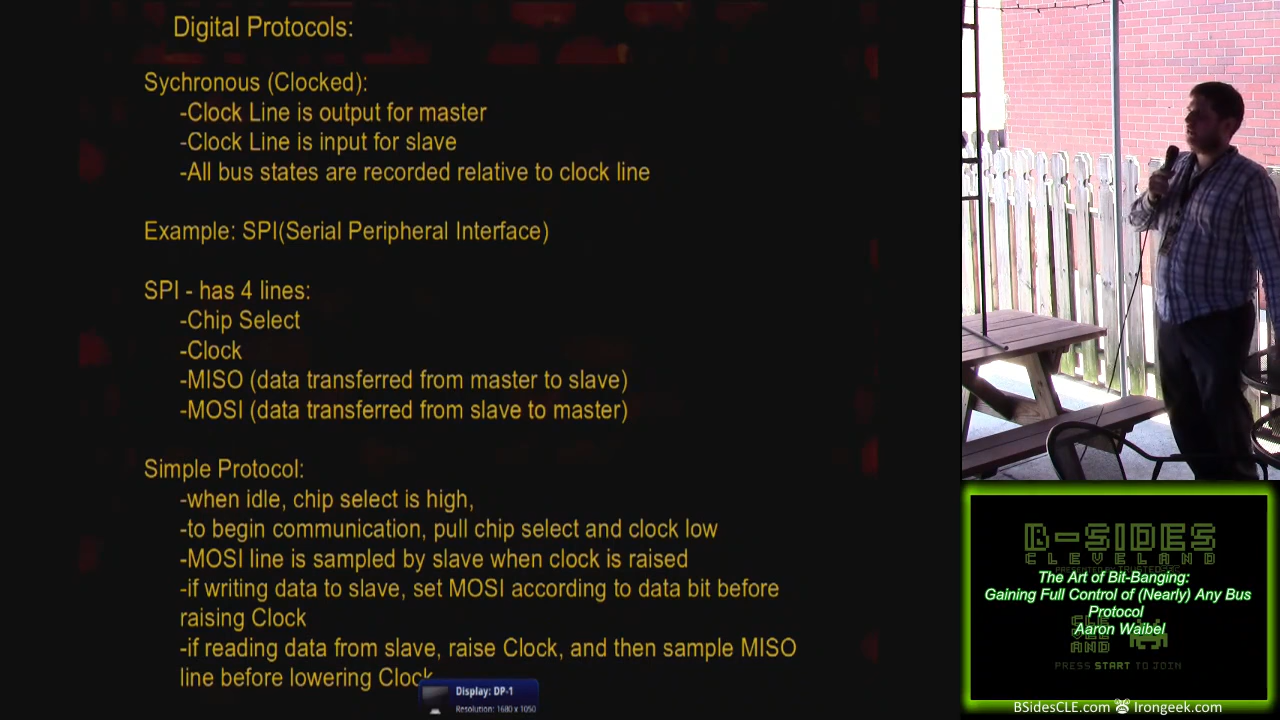 Digital Protocols:
Sychronous (Clocked):
-Clock Line is output for master
-Clock Line is input for slave
-All bus states are recorded relative to clock line
Example: SPI(Serial Peripheral Interface)
SPI - has 4 lines:
-Chip Select
-Clock
-MISO (data transferred from master to slave)
-MOSI (data transferred from slave to master)
Simple Protocol:
-when idle, chip select is high,
-to begin communication, pull chip select and clock low
-MOSI line is sampled by slave when clock is raised
-if writing data to slave, set MOSI according to data bit before
raising Clock
-if reading data from slave, raise Clock, and then sample MISO
line before lowering Clock
Display: DP-1
Resolution: 1680 x 1050
B-SIDES
CLEVELAND
The Art of Bit-Banging:
Gaining Full Control of (Nearly) Any Bus
Protocol
Aaron Waibel
CLE
VEL
AND
PRESS START TO JOIN
BSidesCLE.com Irongeek.com